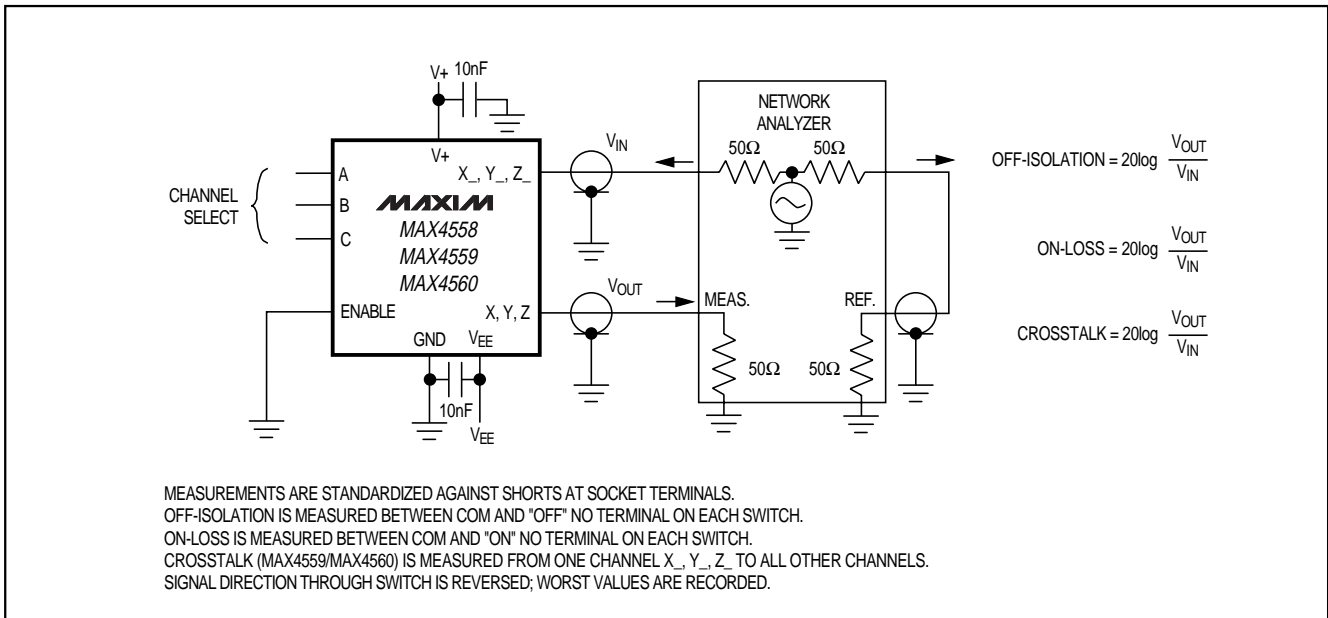 V+
10nF
NETWORK
ANALYZER
50Ω
50Ω
V+
VIN
X_, Y_, Z_
CHANNEL
SELECT
A
B
C
MAXIM
MAX4558
MAX4559
MAX4560
ENABLE
X, Y, Z
VOUT
MEAS.
REF.
GND
VEE
50Ω
50Ω
10nF
VEE
OFF-ISOLATION = 20log VOUT
VIN
ON-LOSS = 20log VOUT
VIN
CROSSTALK = 20log VOUT
VIN
MEASUREMENTS ARE STANDARDIZED AGAINST SHORTS AT SOCKET TERMINALS.
OFF-ISOLATION IS MEASURED BETWEEN COM AND "OFF" NO TERMINAL ON EACH SWITCH.
ON-LOSS IS MEASURED BETWEEN COM AND "ON" NO TERMINAL ON EACH SWITCH.
CROSSTALK (MAX4559/MAX4560) IS MEASURED FROM ONE CHANNEL X_, Y_, Z_ TO ALL OTHER CHANNELS.
SIGNAL DIRECTION THROUGH SWITCH IS REVERSED; WORST VALUES ARE RECORDED.